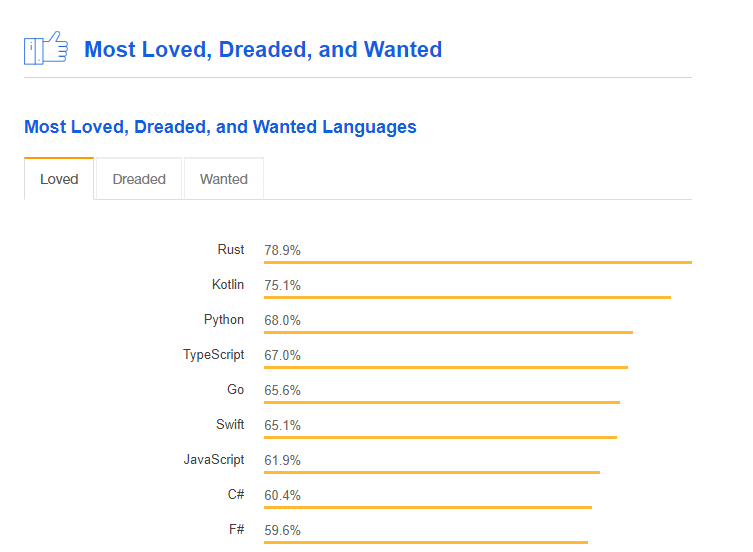 Most Loved, Dreaded, and Wanted
Most Loved, Dreaded, and Wanted Languages
Loved Dreaded Wanted
Rust 78.9%
Kotlin 75.1%
Python 68.0%
TypeScript 67.0%
Go 65.6%
Swift 65.1%
JavaScript 61.9%
C# 60.4%
F# 59.6%